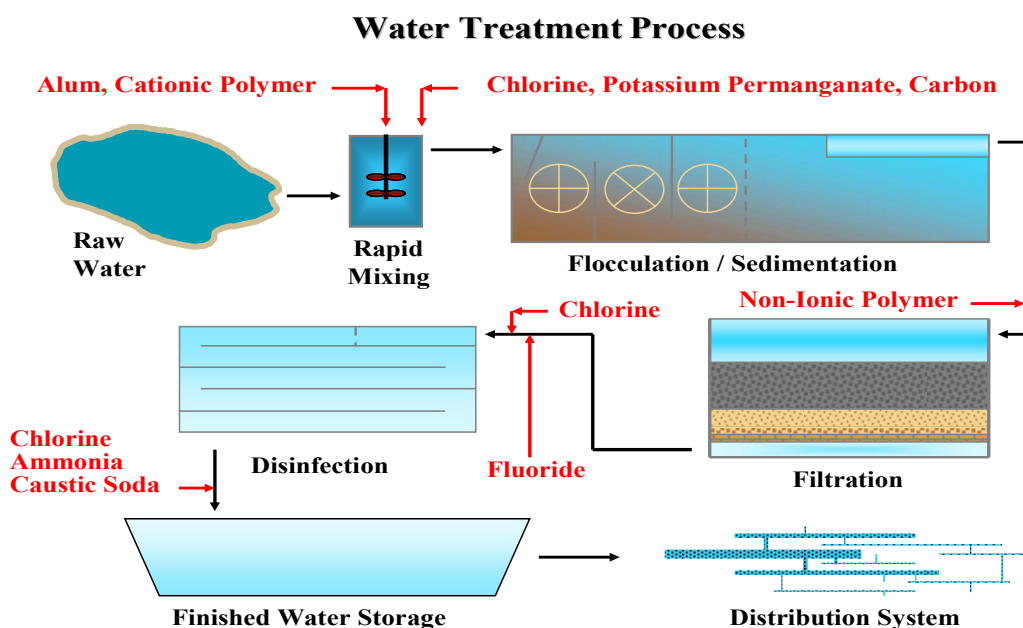 Water Treatment Process
Alum, Cationic Polymer
Chlorine, Potassium Permanganate, Carbon
Raw
Water
Rapid
Mixing
Flocculation / Sedimentation
Non-Ionic Polymer
Chlorine
Fluoride
Filtration
Disinfection
Chlorine
Ammonia
Caustic Soda
Finished Water Storage
Distribution System